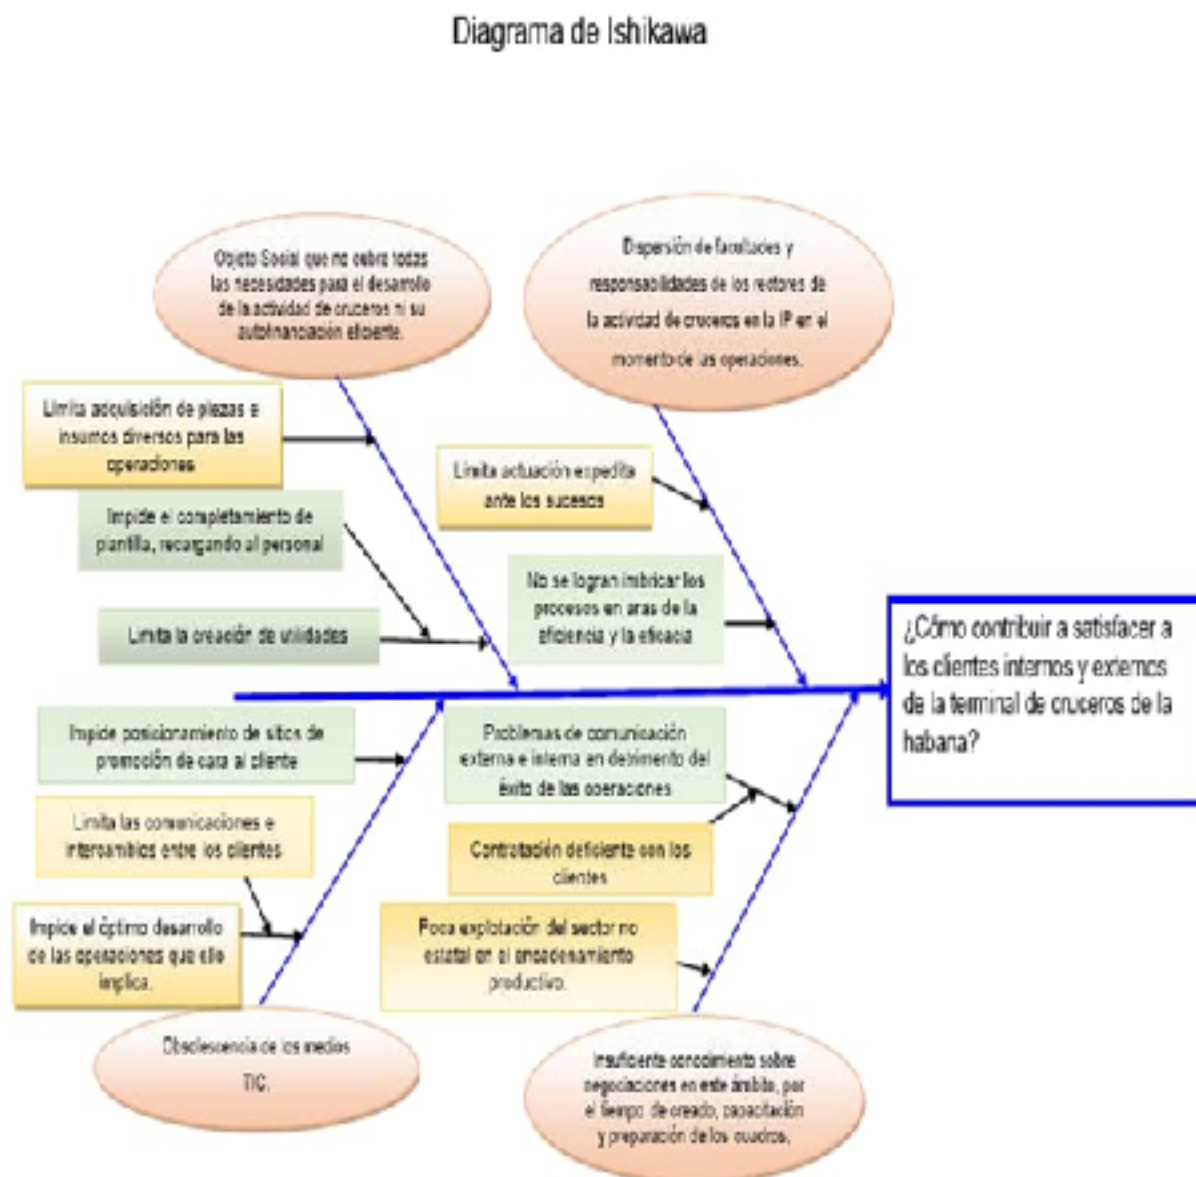 Diagrama de Ishikawa
Objeto Social que no cubre todas
las necesidades para el desarrollo
de la actividad de cruceros ni su
autofinanciación eficiente.
Dispersión de facultades y
responsabilidades de los rectores de
la actividad de cruceros en la IP en el
momento de las operaciones.
Limita adquisición de piezas e
insumos diversos para las
operaciones
Limita actuación expedita
ante los sucesos
Impide el completamiento de
plantilla, recargando al personal
No se logran imbricar los
procesos en aras de la
eficiencia y la eficacia
Limita la creación de utilidades
¿Cómo contribuir a satisfacer a
los clientes internos y externos
de la terminal de cruceros de la
habana?
Impide posicionamiento de sitios de
promoción de cara al cliente
Problemas de comunicación
externa e interna en detrimento del
éxito de las operaciones
Limita las comunicaciones e
intercambios entre los clientes
Contratación deficiente con los
clientes
Impide el óptimo desarrollo
de las operaciones que ello
implica.
Poca explotación del sector no
estatal en el encadenamiento
productivo.
Obsolescencia de los medios
TIC.
Insuficiente conocimiento sobre
negociaciones en este ámbito, por
el tiempo de creado, capacitación
y preparación de los cuadros.